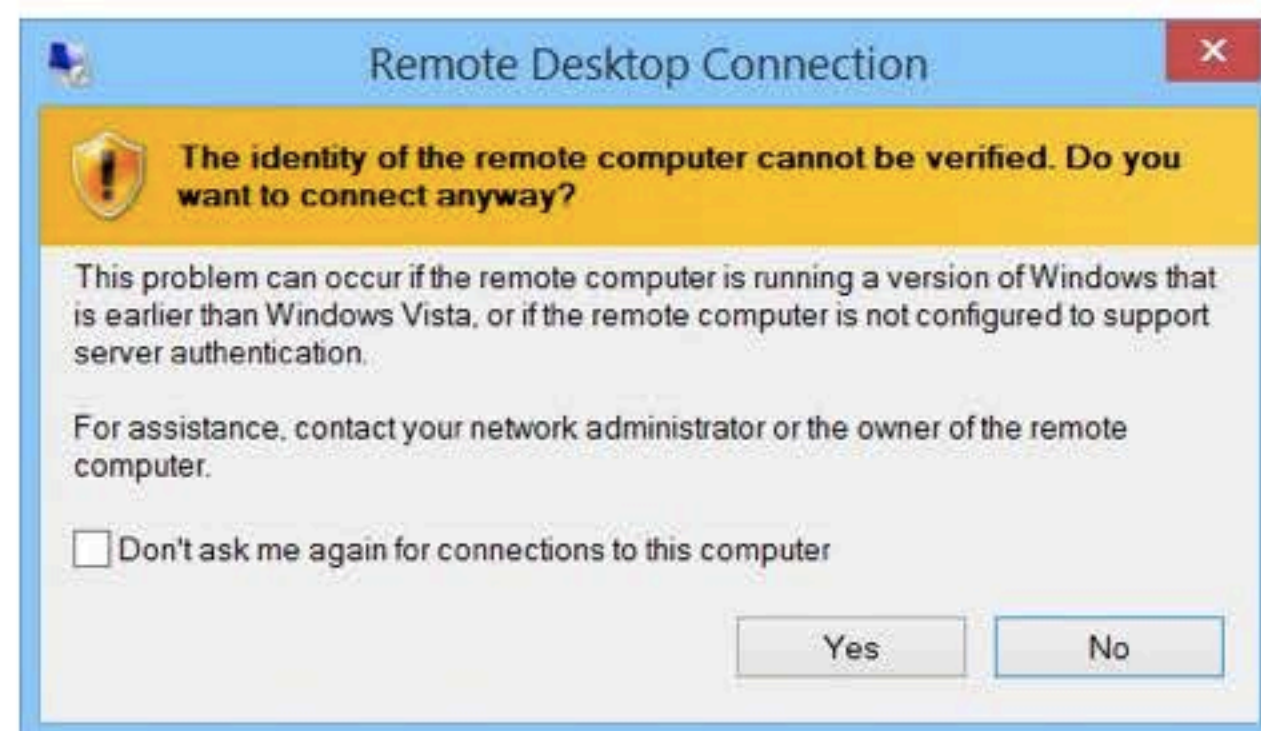 Remote Desktop Connection
The identity of the remote computer cannot be verified. Do you
want to connect anyway?
This problem can occur if the remote computer is running a version of Windows that
is earlier than Windows Vista, or if the remote computer is not configured to support
server authentication.
For assistance, contact your network administrator or the owner of the remote
computer.
Don't ask me again for connections to this computer
Yes No